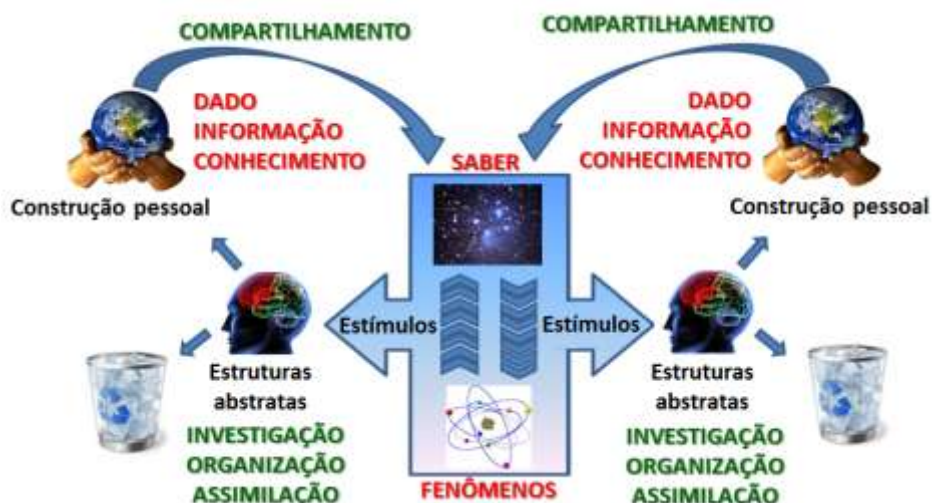 COMPARTILHAMENTO
COMPARTILHAMENTO
DADO
INFORMAÇÃO
CONHECIMENTO
DADO
INFORMAÇÃO
CONHECIMENTO
SABER
Construção pessoal
Construção pessoal
Estímulos
Estímulos
Estruturas
abstratas
Estruturas
abstratas
INVESTIGAÇÃO
ORGANIZAÇÃO
ASSIMILAÇÃO
INVESTIGAÇÃO
ORGANIZAÇÃO
ASSIMILAÇÃO
FENÔMENOS